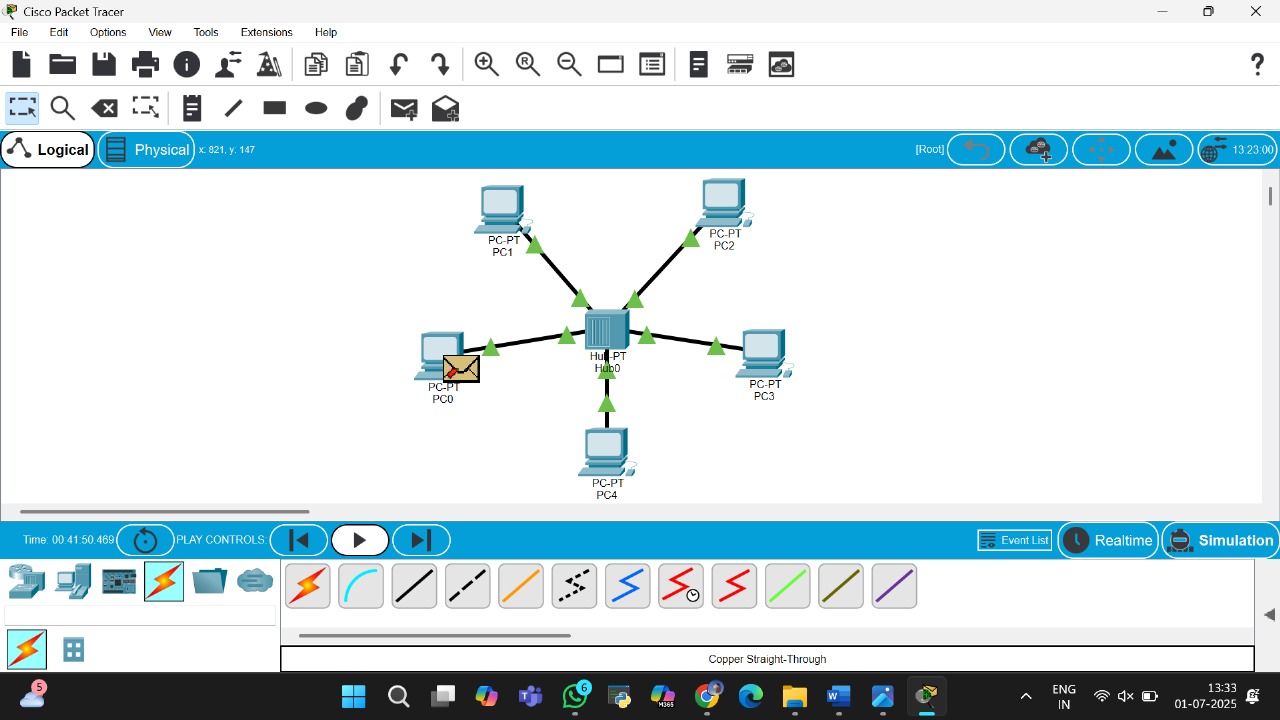 Cisco Packet Tracer
File Edit Options View Tools Extensions Help
Logical Physical x: 821, y: 147 [Root] 13:23:00
PC-PT
PC1
PC-PT
PC2
PC-PT
PC0
Hub-PT
Hub0
PC-PT
PC3
PC-PT
PC4
Time: 00:41:50.469 PLAY CONTROLS: Event List Realtime Simulation
Copper Straight-Through
5
6
M365
ENG
IN
13:33
01-07-2025